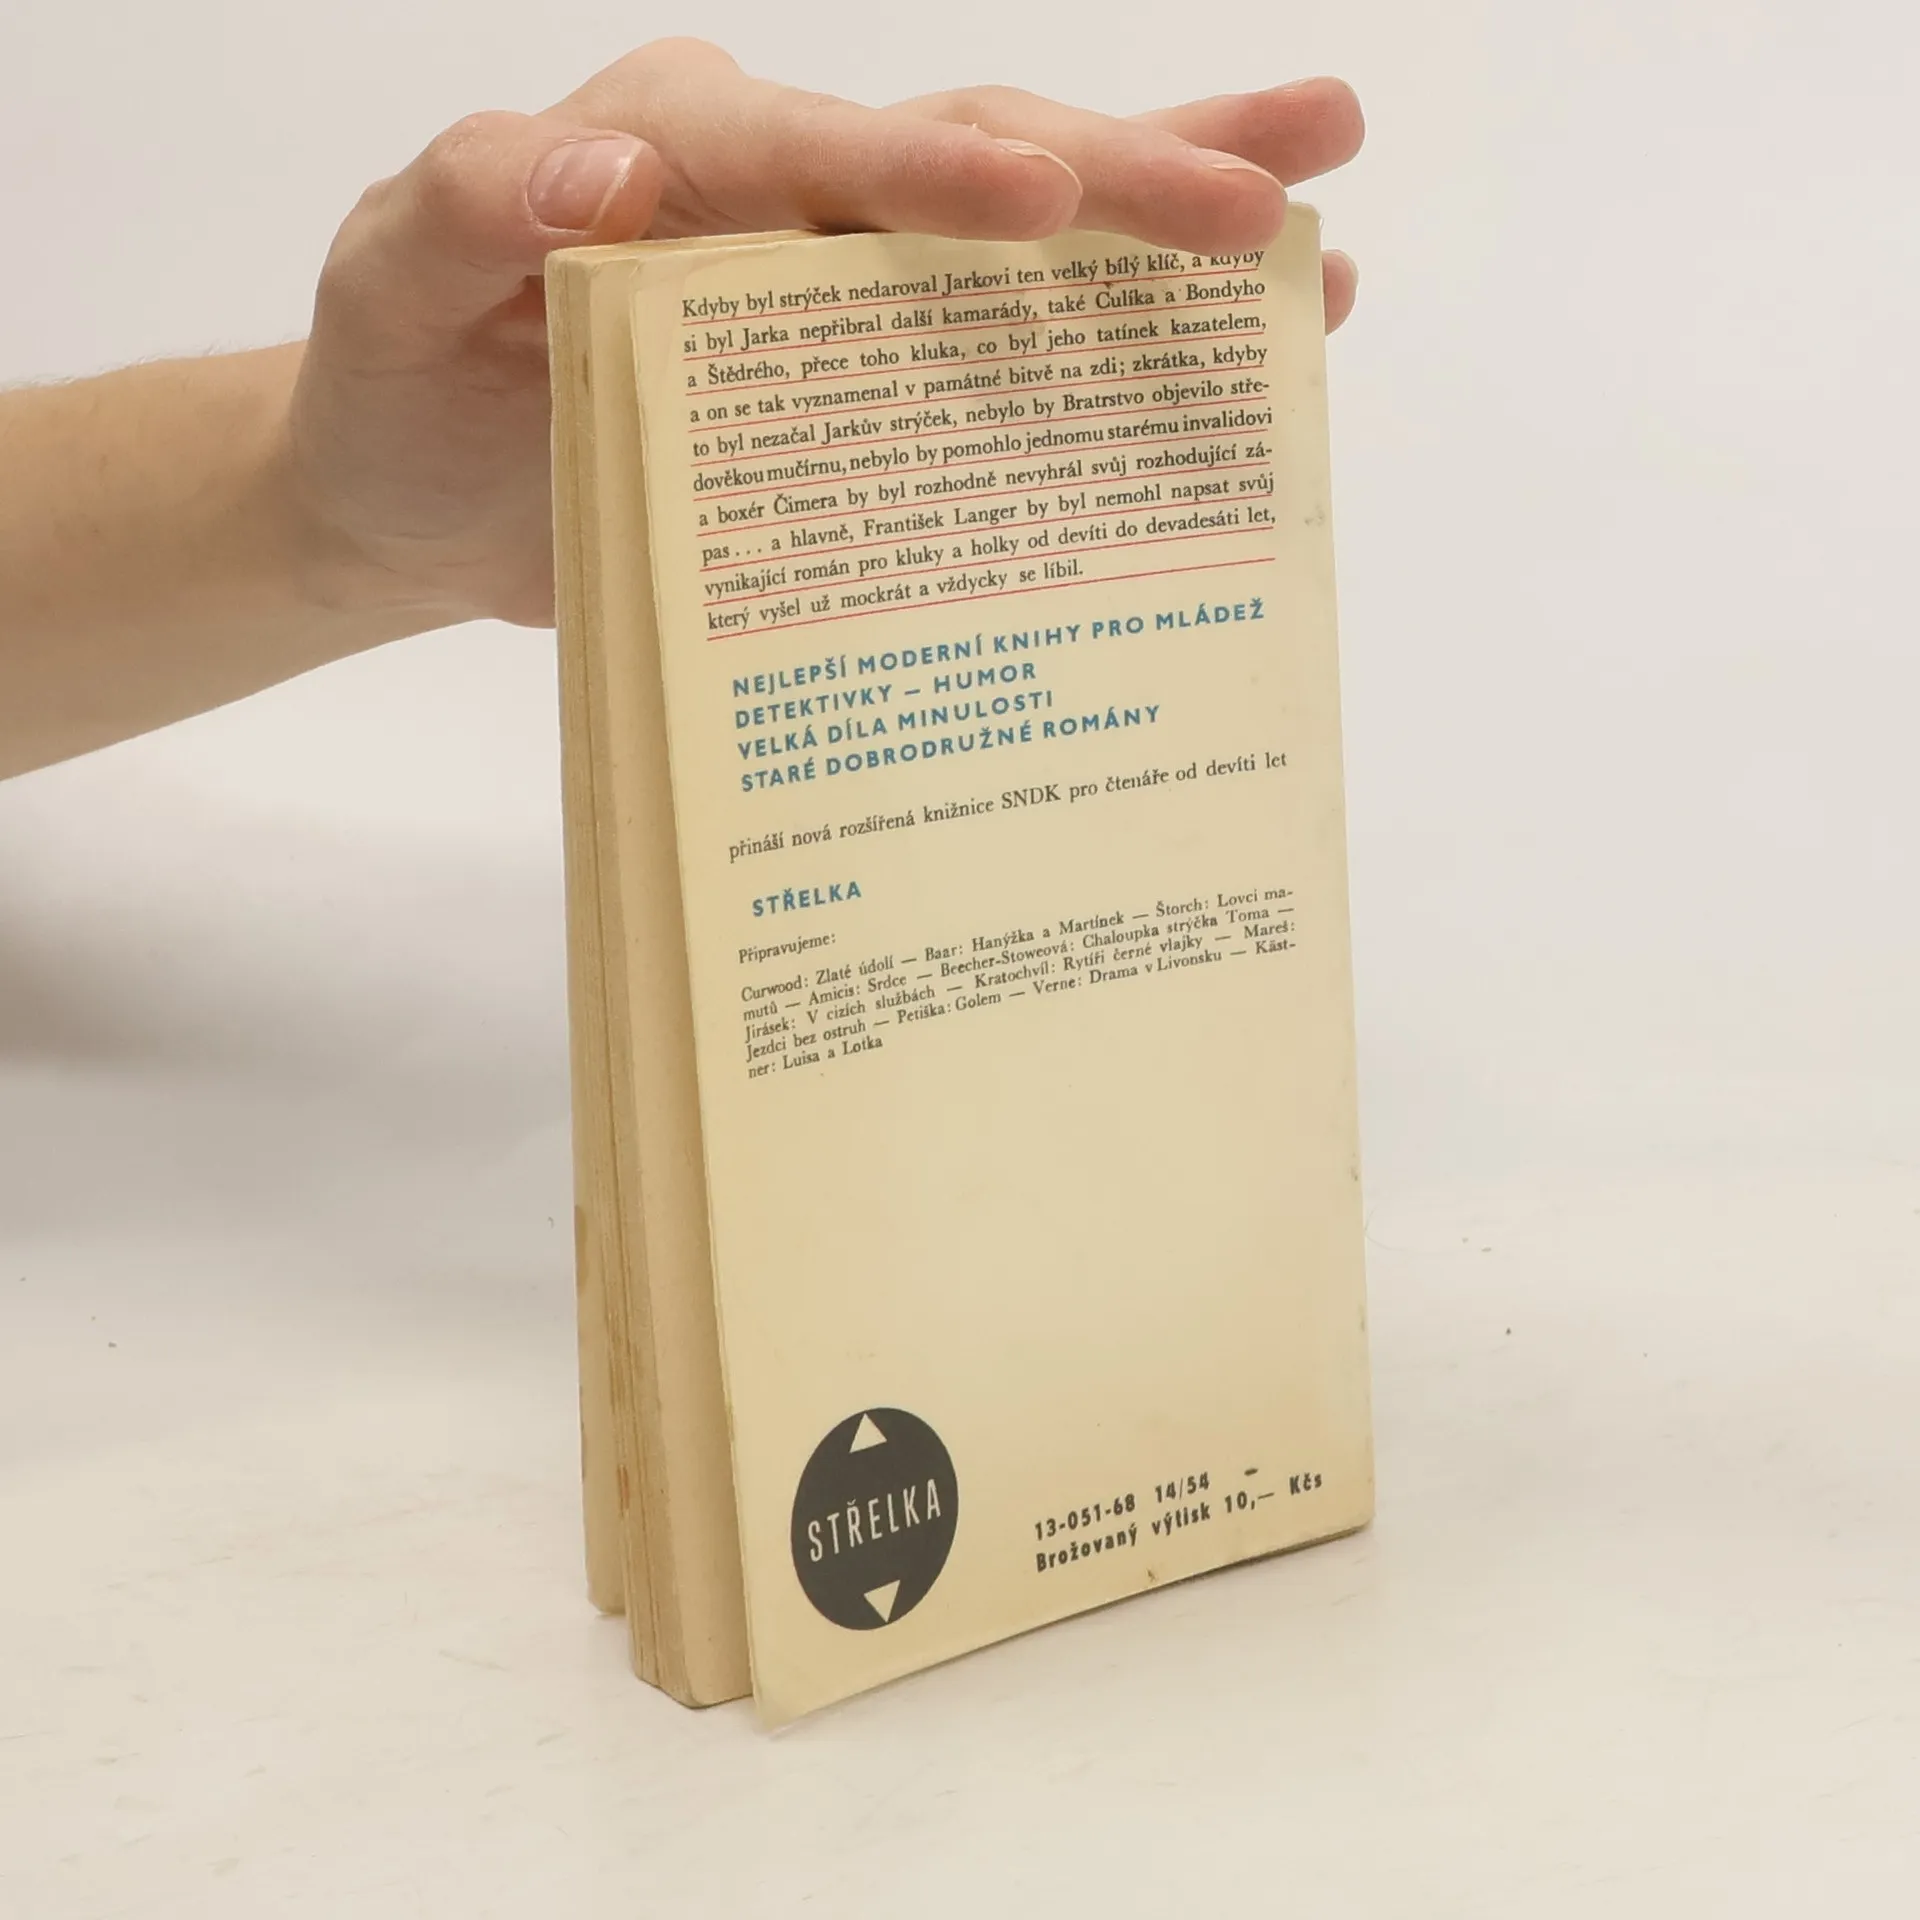 Kdyby byl strýček nedaroval Jarkovi ten velký bílý klíč, a kdyby
si byl Jarka nepřibral další kamarády, také Čulíka a Bondyho
a Štědrého, přece toho kluka, co byl jeho tatínek kazatelem,
a on se tak vyznamenal v památné bitvě na zdi; zkrátka, kdyby
to byl nezačal Jarkův strýček, nebylo by Bratrstvo objevilo stře-
dověkou mučírnu, nebylo by pomohlo jednomu starému invalidovi
a boxér Čimera by byl rozhodně nevyhrál svůj rozhodující zá-
pas... a hlavně, František Langer by byl nemohl napsat svůj
vynikající román pro kluky a holky od devíti do devadesáti let,
který vyšel už mockrát a vždycky se líbil.
NEJLEPŠÍ MODERNÍ KNIHY PRO MLÁDEŽ
DETEKTIVKY – HUMOR
VELKÁ DÍLA MINULOSTI
STARÉ DOBRODRUŽNÉ ROMÁNY
přináší nová rozšířená knižnice SNDK pro čtenáře od devíti let
STŘELKA
Připravujeme:
Curwood: Zlaté údolí — Baar: Hanýžka a Martínek — Štorch: Lovci ma-
mutů — Amicis: Srdce — Beecher-Stoweová: Chaloupka strýčka Toma —
Jirásek: V cizích službách — Kratochvíl: Rytíři černé vlajky — Mareš:
Jezdci bez ostruh — Petiška: Golem — Verne: Drama v Livonsku — Käst-
ner: Luisa a Lotka
STŘELKA
13-051-68 14/54
Brožovaný výtisk 10,— Kčs